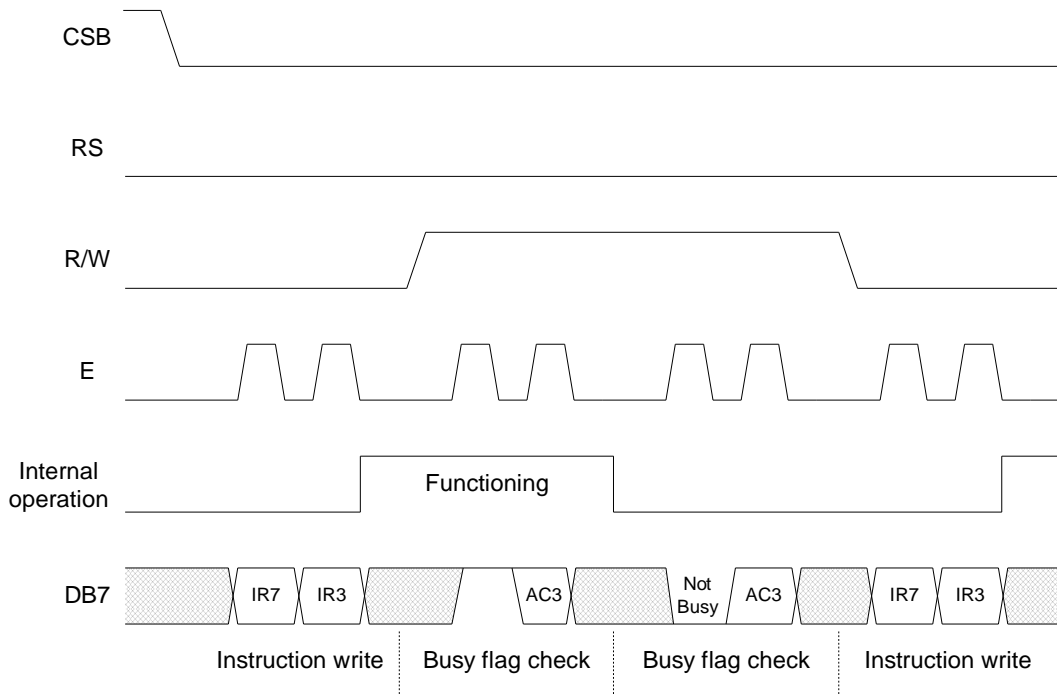 CSB
RS
R/W
E
Internal
operation
Functioning
DB7
IR7
IR3
AC3
Not
Busy
AC3
IR7
IR3
Instruction write
Busy flag check
Busy flag check
Instruction write